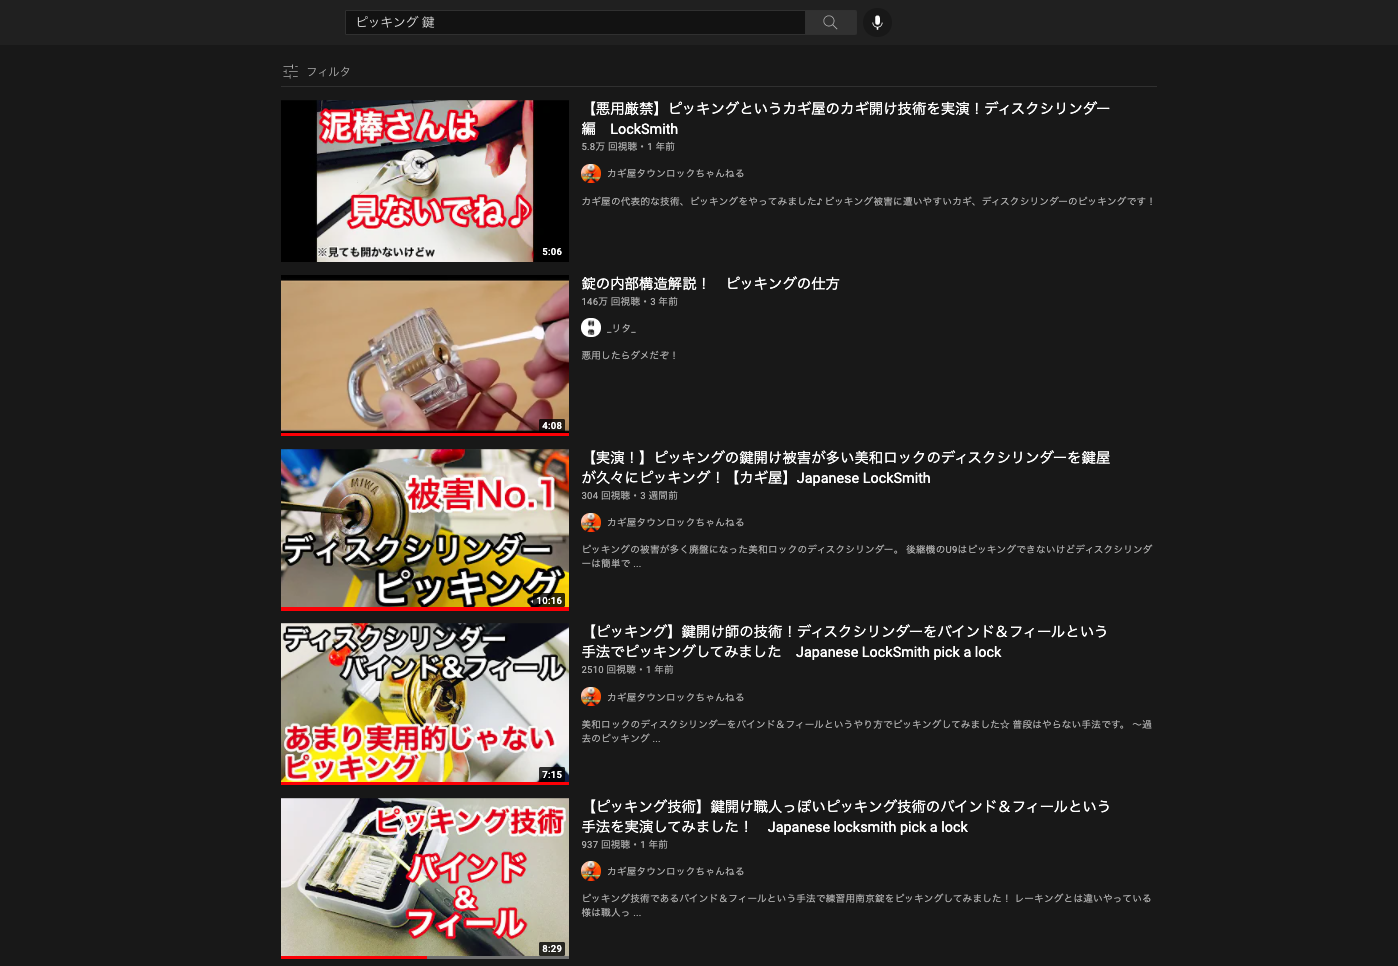 ピッキング 鍵
フィルタ
泥棒さんは
見ないでね♪
※見ても開かないけどw
5:06
【悪用厳禁】ピッキングというカギ屋のカギ開け技術を実演！ディスクシリンダー
編　LockSmith
5.8万 回視聴・1 年前
カギ屋タウンロックちゃんねる
カギ屋の代表的な技術、ピッキングをやってみました♪ ピッキング被害に遭いやすいカギ、ディスクシリンダーのピッキングです！
4:08
錠の内部構造解説！　ピッキングの仕方
146万 回視聴・3 年前
_リタ_
悪用したらダメだぞ！
MIWA
被害No.1
ディスクシリンダー
ピッキング
10:16
【実演！】ピッキングの鍵開け被害が多い美和ロックのディスクシリンダーを鍵屋
が久々にピッキング！【カギ屋】Japanese LockSmith
304 回視聴・3 週間前
カギ屋タウンロックちゃんねる
ピッキングの被害が多く廃盤になった美和ロックのディスクシリンダー。 後継機のU9はピッキングできないけどディスクシリンダ
ーは簡単で ...
ディスクシリンダー
バインド&フィール
あまり実用的じゃない
ピッキング
7:15
【ピッキング】鍵開け師の技術！ディスクシリンダーをバインド＆フィールという
手法でピッキングしてみました　Japanese LockSmith pick a lock
2510 回視聴・1 年前
カギ屋タウンロックちゃんねる
美和ロックのディスクシリンダーをバインド＆フィールというやり方でピッキングしてみました☆ 普段はやらない手法です。 〜過
去のピッキング ...
ピッキング技術
バインド
&
フィール
8:29
【ピッキング技術】鍵開け職人っぽいピッキング技術のバインド＆フィールという
手法を実演してみました！　Japanese locksmith pick a lock
937 回視聴・1 年前
カギ屋タウンロックちゃんねる
ピッキング技術であるバインド＆フィールという手法で練習用南京錠をピッキングしてみました！ レーキングとは違いやっている
様は職人っ ...